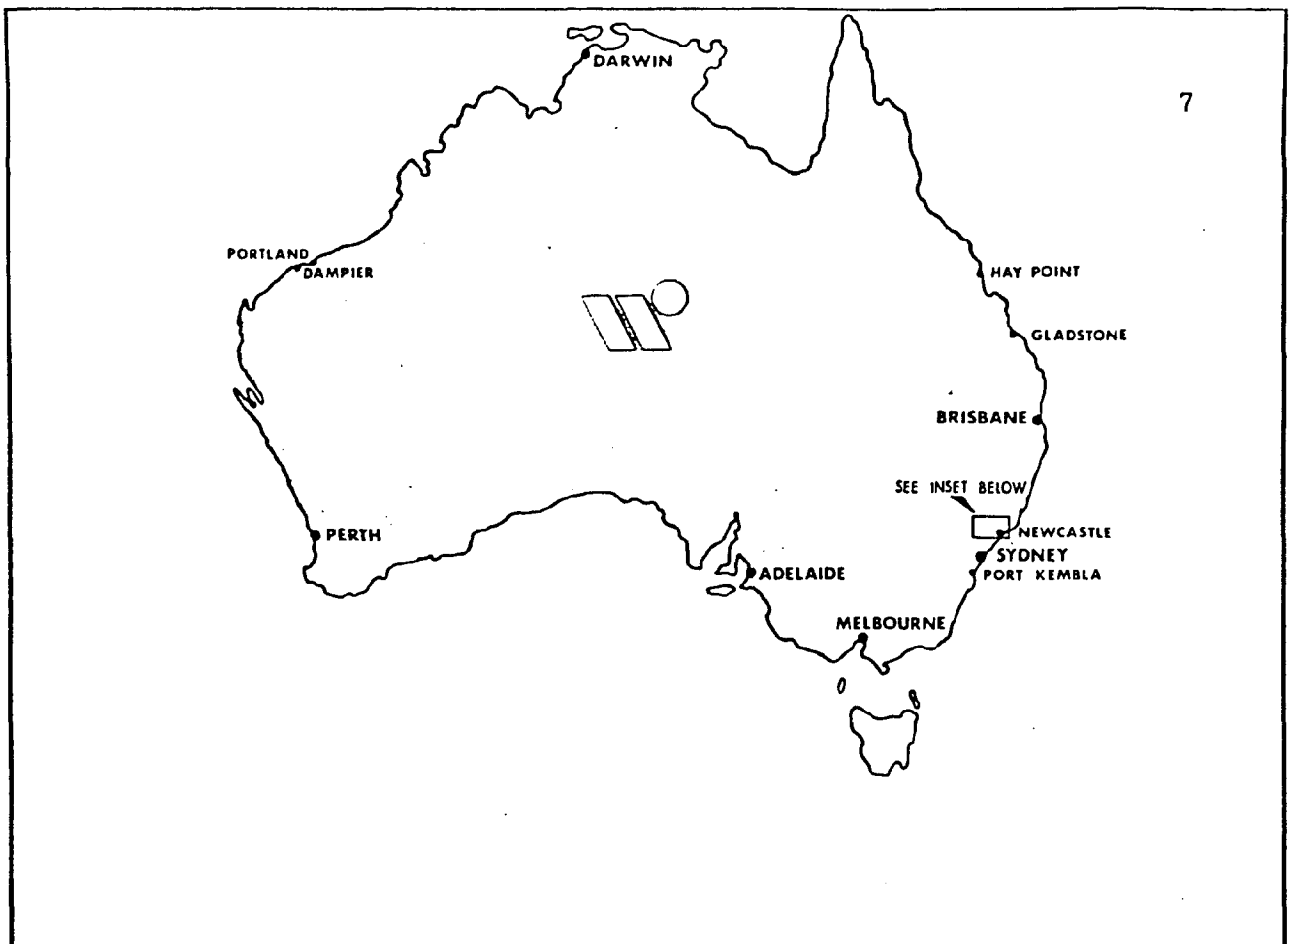 DARWIN
7
PORTLAND
DAMPIER
HAY POINT
GLADSTONE
BRISBANE
SEE INSET BELOW
PERTH
NEWCASTLE
SYDNEY
ADELAIDE
PORT KEMBLA
MELBOURNE